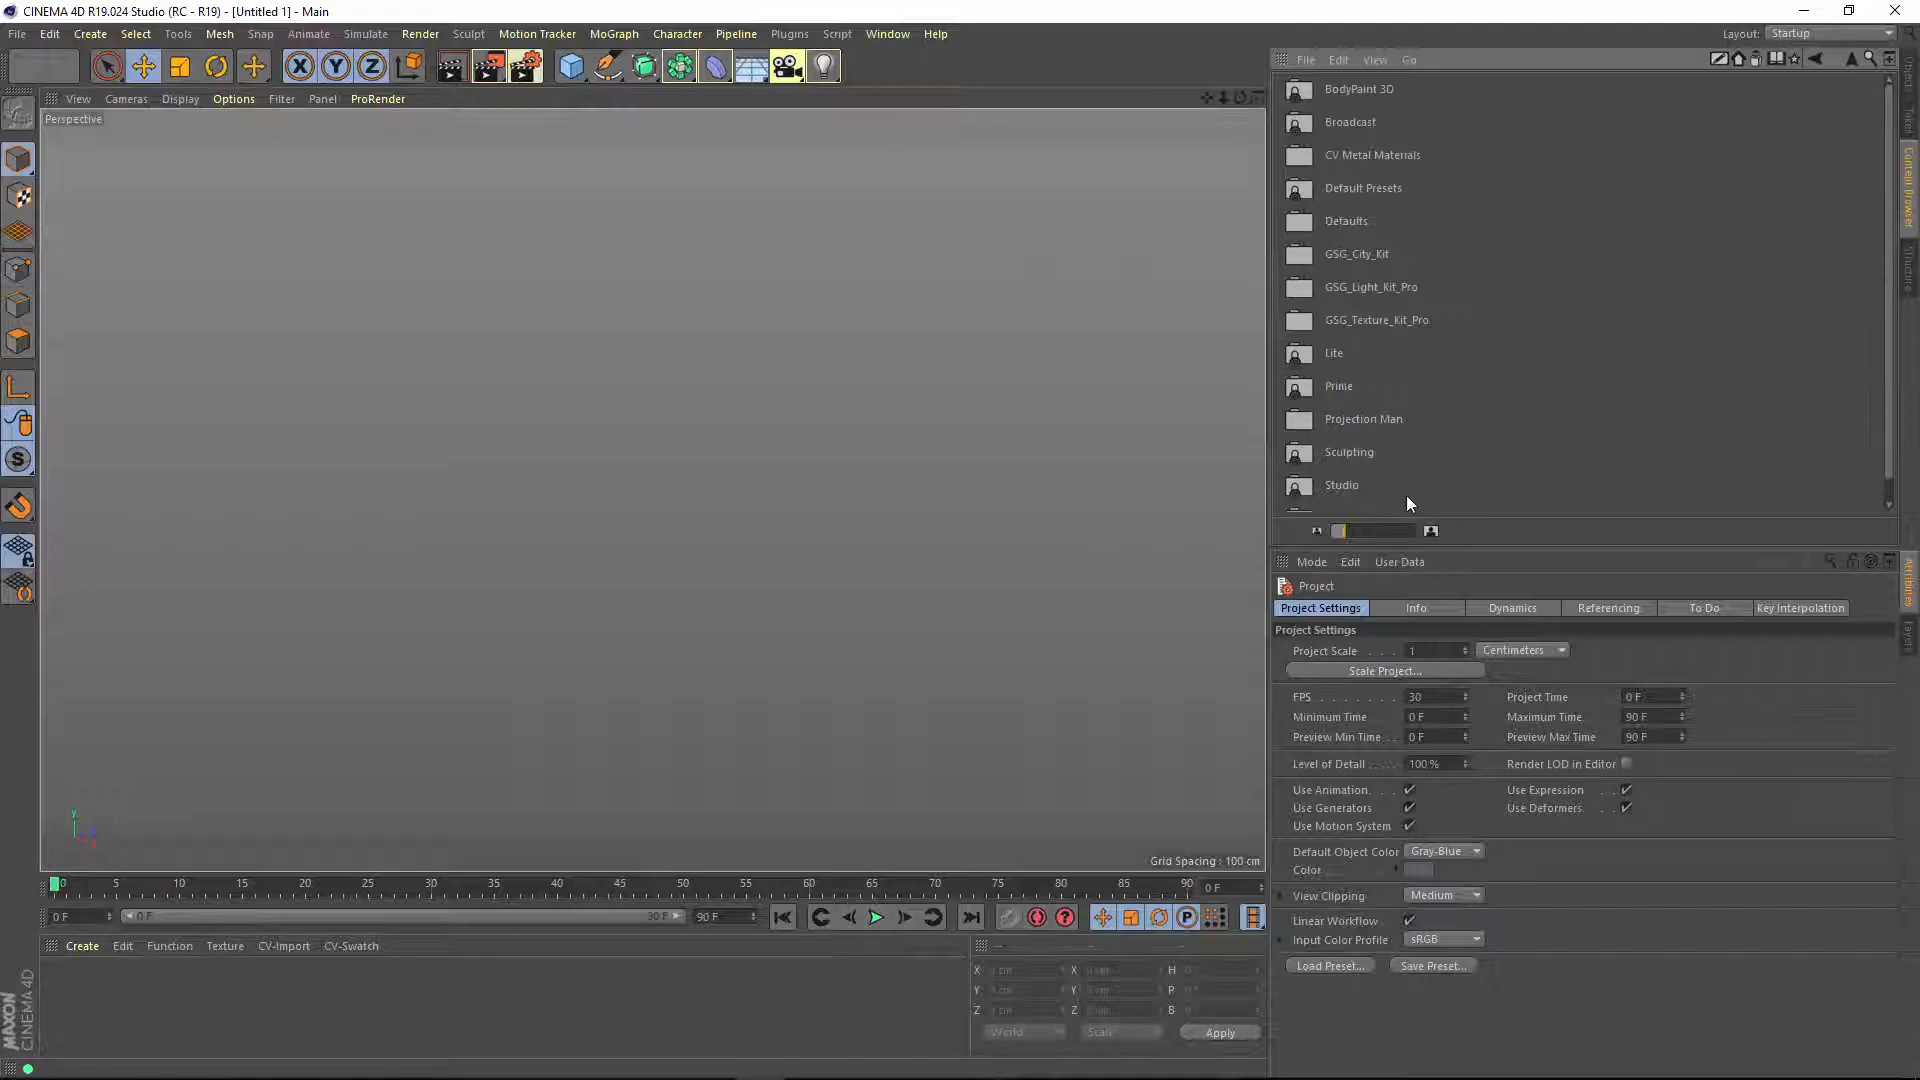 CINEMA 4D R19.024 Studio (RC - R19) - [Untitled 1] - Main
File Edit Create Select Tools Mesh Snap Animate Simulate Render Sculpt Motion Tracker MoGraph Character Pipeline Plugins Script Window Help
Layout: Startup
File Edit View Go
View Cameras Display Options Filter Panel ProRender
Perspective
BodyPaint 3D
Broadcast
CV Metal Materials
Default Presets
Defaults
GSG_City_Kit
GSG_Light_Kit_Pro
GSG_Texture_Kit_Pro
Lite
Prime
Projection Man
Sculpting
Studio
Objects
Takes
Content Browser
Structure
Mode Edit User Data
Project
Project Settings Info Dynamics Referencing To Do Key Interpolation
Project Settings
Project Scale . . . 1 Centimeters
Scale Project...
FPS 30 Project Time 0 F
Minimum Time 0 F Maximum Time 90 F
Preview Min Time 0 F Preview Max Time 90 F
Level of Detail 100 % Render LOD in Editor
Use Animation Use Expression
Use Generators Use Deformers
Use Motion System
Default Object Color Gray-Blue
Color
View Clipping Medium
Linear Workflow
Input Color Profile sRGB
Load Preset... Save Preset...
Attributes
Layers
Y
Grid Spacing : 100 cm
0 5 10 15 20 25 30 35 40 45 50 55 60 65 70 75 80 85 90 0 F
0 F 0 F 90 F 90 F
Create Edit Function Texture CV-Import CV-Swatch
X X H
Y Y P
Z Z B
World Scale Apply
MAXON
CINEMA 4D